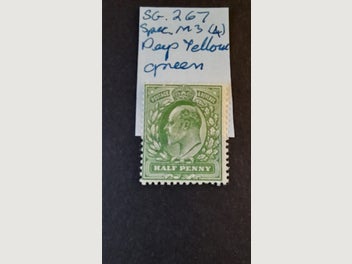 SG. 267
Spec M3 (4)
Deep Yellow
green
POSTAGE REVENUE
HALF PENNY